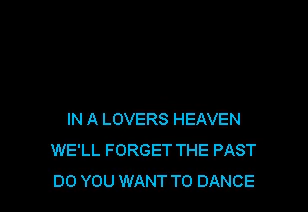 IN A LOVERS HEAVEN
WE'LL FORGET THE PAST
DO YOU WANT TO DANCE